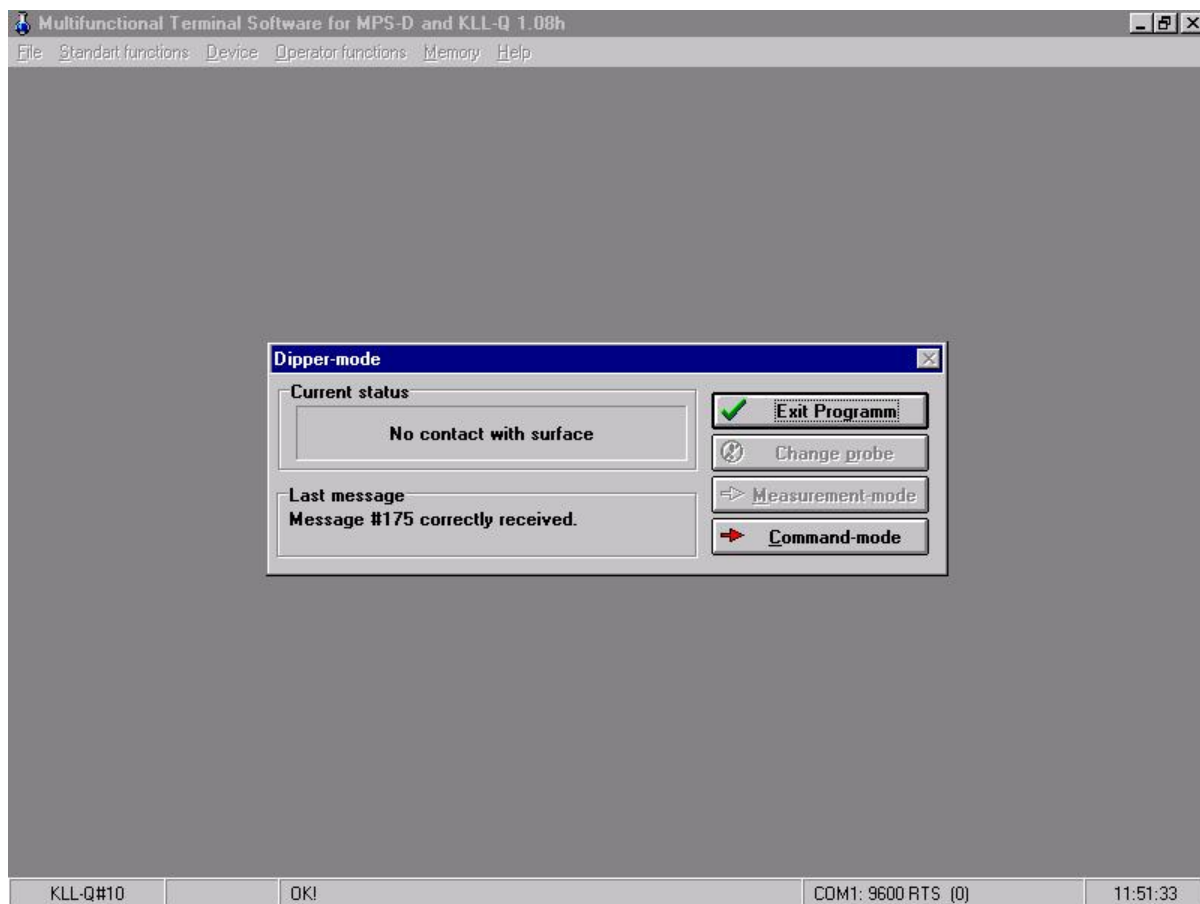 Multifunctional Terminal Software for MPS-D and KLL-Q 1.08h
File Standart functions Device Operator functions Memory Help
Dipper-mode
Current status
No contact with surface
Last message
Message #175 correctly received.
Exit Programm
Change probe
Measurement-mode
Command-mode
KLL-Q#10 OK! COM1: 9600 RTS (0) 11:51:33